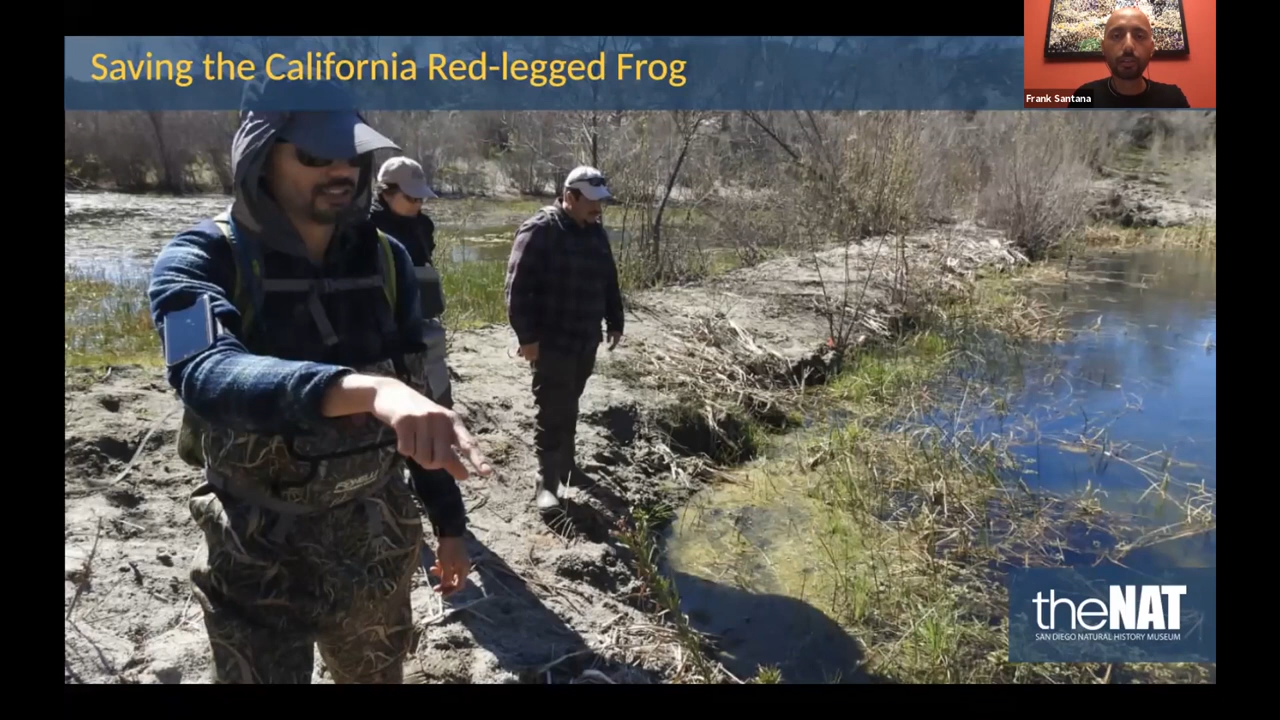 Saving the California Red-legged Frog
Frank Santana
theNAT
SAN DIEGO NATURAL HISTORY MUSEUM